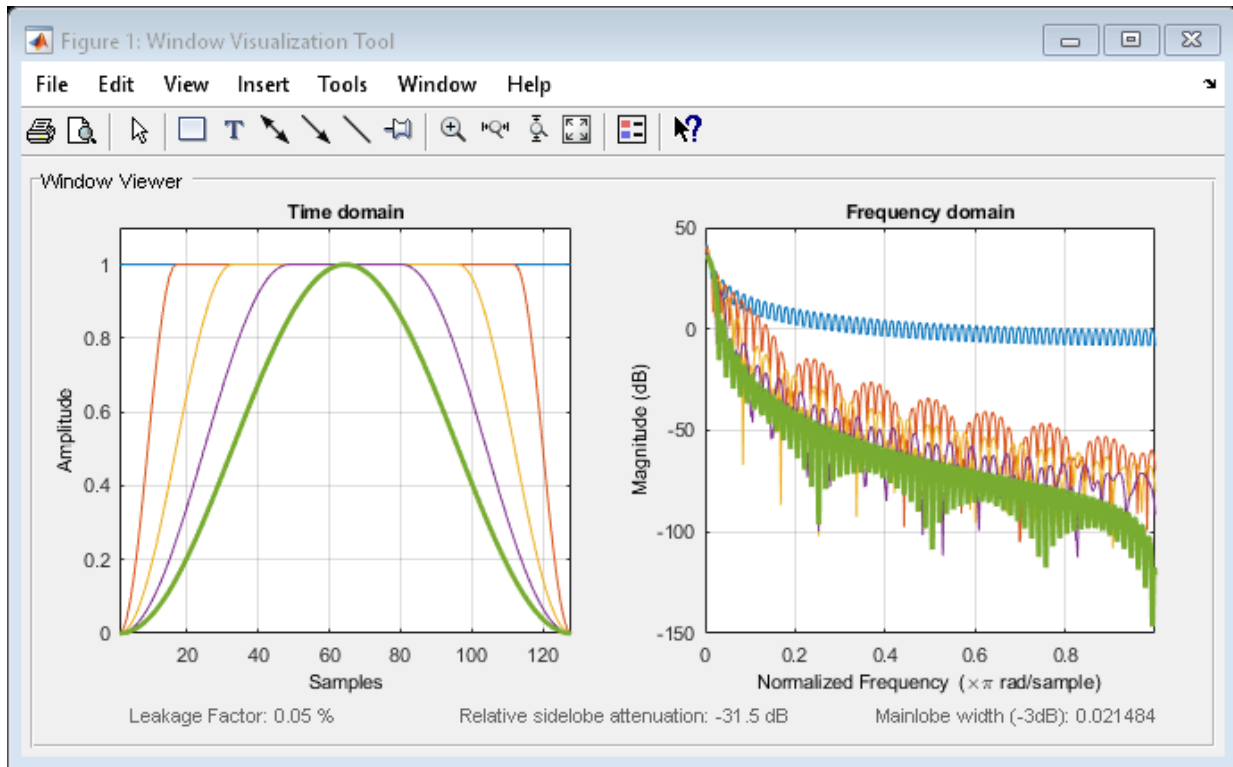 Figure 1: Window Visualization Tool
File Edit View Insert Tools Window Help
T
?
Window Viewer
Time domain
1
0.8
0.6
0.4
0.2
0
Amplitude
20 40 60 80 100 120
Samples
Frequency domain
50
0
-50
-100
-150
Magnitude (dB)
0 0.2 0.4 0.6 0.8
Normalized Frequency (×π rad/sample)
Leakage Factor: 0.05 % Relative sidelobe attenuation: -31.5 dB Mainlobe width (-3dB): 0.021484